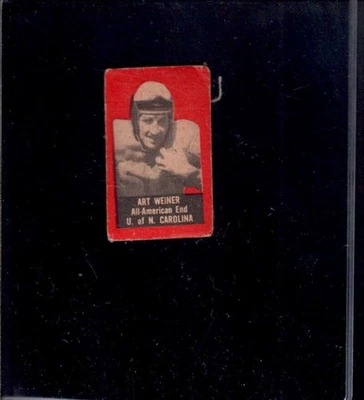 ART WEINER
All-American End
U. of N. CAROLINA